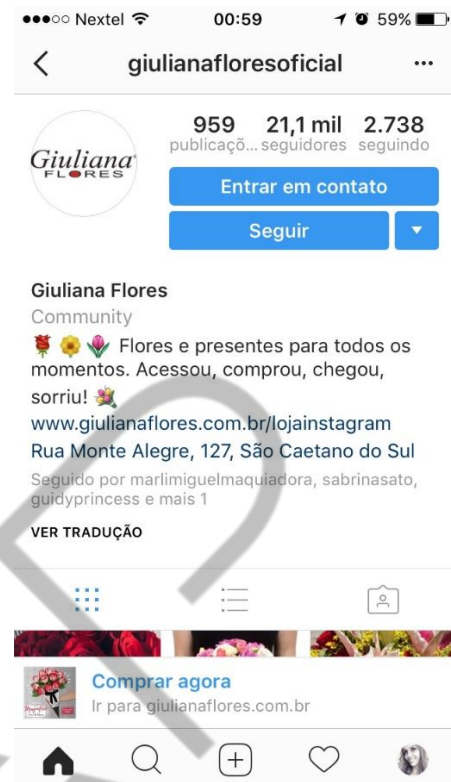 Nextel 00:59 59%
giulianafloresoficial
Giuliana
FLORES
959 21,1 mil 2.738
publicaçõ... seguidores seguindo
Entrar em contato
Seguir
Giuliana Flores
Community
🌹 🌼 🌷 Flores e presentes para todos os
momentos. Acessou, comprou, chegou,
sorriu! 💐
www.giulianaflores.com.br/lojainstagram
Rua Monte Alegre, 127, São Caetano do Sul
Seguido por marlimiguelmaquiadora, sabrinasato,
guidyprincess e mais 1
VER TRADUÇÃO
Comprar agora
Ir para giulianaflores.com.br